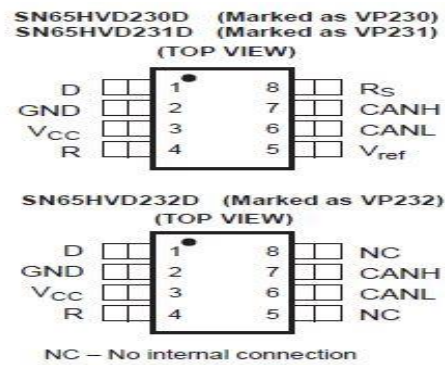 SN65HVD230D (Marked as VP230)
SN65HVD231D (Marked as VP231)
(TOP VIEW)
D 1 8 RS
GND 2 7 CANH
VCC 3 6 CANL
R 4 5 Vref
SN65HVD232D (Marked as VP232)
(TOP VIEW)
D 1 8 NC
GND 2 7 CANH
VCC 3 6 CANL
R 4 5 NC
NC – No internal connection